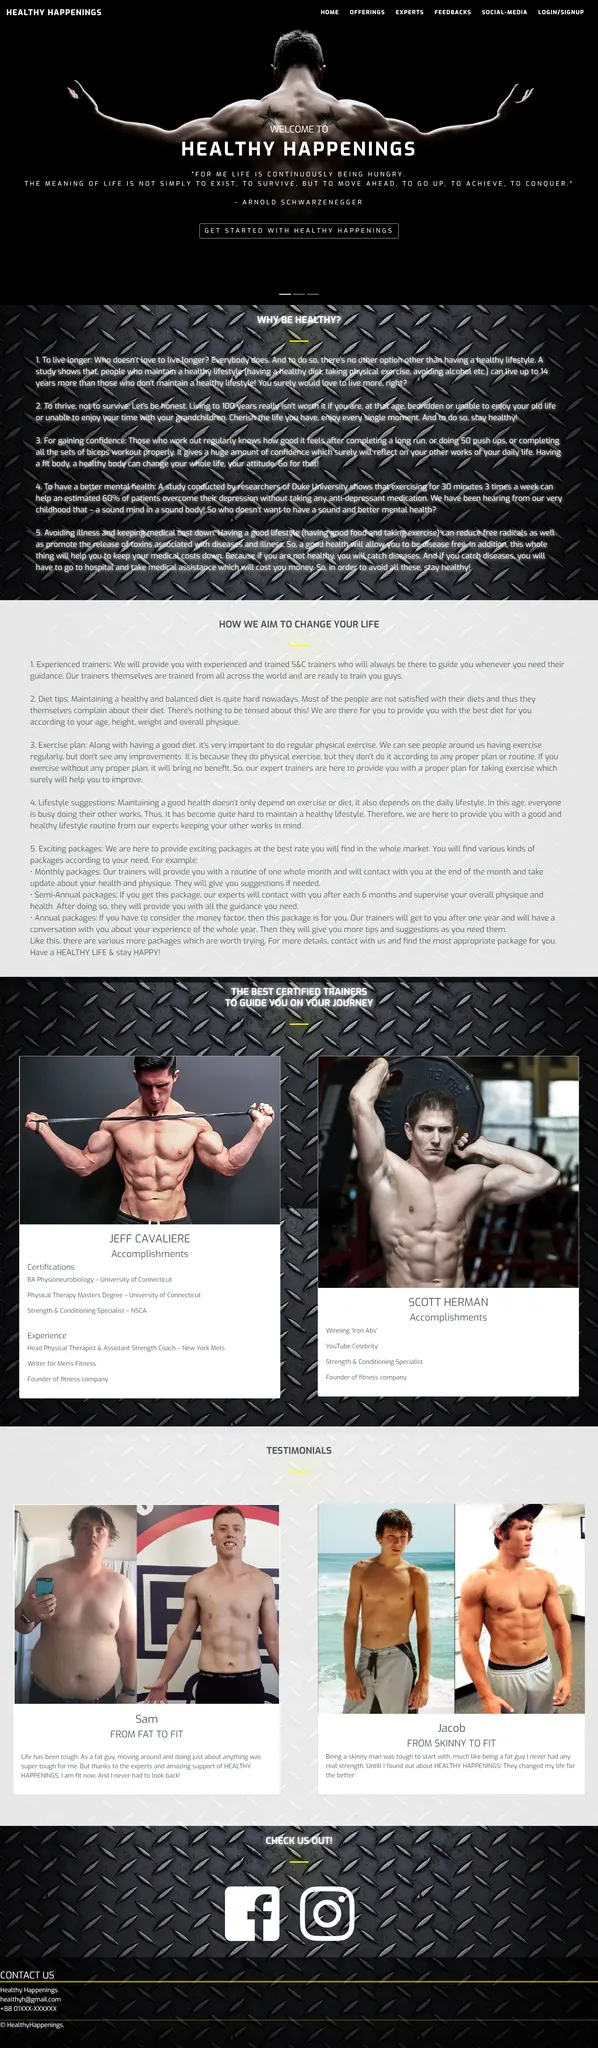 HEALTHY HAPPENINGS
HOME OFFERINGS EXPERTS FEEDBACKS SOCIAL-MEDIA LOGIN/SIGNUP
WELCOME TO
HEALTHY HAPPENINGS
"FOR ME LIFE IS CONTINUOUSLY BEING HUNGRY.
THE MEANING OF LIFE IS NOT SIMPLY TO EXIST, TO SURVIVE, BUT TO MOVE AHEAD, TO GO UP, TO ACHIEVE, TO CONQUER."
- ARNOLD SCHWARZENEGGER
GET STARTED WITH HEALTHY HAPPENINGS
WHY BE HEALTHY?
1. To live longer: Who doesn't love to live longer? Everybody does. And to do so, there's no other option other than having a healthy lifestyle. A
study shows that, people who maintain a healthy lifestyle (having a healthy diet, taking physical exercise, avoiding alcohol etc.) can live up to 14
years more than those who don't maintain a healthy lifestyle! You surely would love to live more, right?
2. To thrive, not to survive: Let's be honest. Living to 100 years really isn't worth it if you are, at that age, bedridden or unable to enjoy your old life
or unable to enjoy your time with your grandchildren. Cherish the life you have, enjoy every single moment. And to do so, stay healthy!
3. For gaining confidence: Those who work out regularly knows how good it feels after completing a long run, or doing 50 push ups, or completing
all the sets of biceps workout properly. It gives a huge amount of confidence which surely will reflect on your other works of your daily life. Having
a fit body, a healthy body can change your whole life, your attitude. Go for that!
4. To have a better mental health: A study conducted by researchers of Duke University shows that exercising for 30 minutes 3 times a week can
help an estimated 60% of patients overcome their depression without taking any anti-depressant medication. We have been hearing from our very
childhood that – a sound mind in a sound body! So who doesn't want to have a sound and better mental health?
5. Avoiding illness and keeping medical cost down: Having a good lifestyle (having good food and taking exercise) can reduce free radicals as well
as promote the release of toxins associated with diseases and illness. So, a good health will allow you to be disease free. In addition, this whole
thing will help you to keep your medical costs down. Because if you are not healthy, you will catch diseases. And if you catch diseases, you will
have to go to hospital and take medical assistance which will cost you money. So, in order to avoid all these, stay healthy!
HOW WE AIM TO CHANGE YOUR LIFE
1. Experienced trainers: We will provide you with experienced and trained S&C trainers who will always be there to guide you whenever you need their
guidance. Our trainers themselves are trained from all across the world and are ready to train you guys.
2. Diet tips: Maintaining a healthy and balanced diet is quite hard nowadays. Most of the people are not satisfied with their diets and thus they
themselves complain about their diet. There's nothing to be tensed about this! We are there for you to provide you with the best diet for you
according to your age, height, weight and overall physique.
3. Exercise plan: Along with having a good diet, it's very important to do regular physical exercise. We can see people around us having exercise
regularly, but don't see any improvements. It is because they do physical exercise, but they don't do it according to any proper plan or routine. If you
exercise without any proper plan, it will bring no benefit. So, our expert trainers are here to provide you with a proper plan for taking exercise which
surely will help you to improve.
4. Lifestyle suggestions: Maintaining a good health doesn't only depend on exercise or diet, it also depends on the daily lifestyle. In this age, everyone
is busy doing their other works. Thus, it has become quite hard to maintain a healthy lifestyle. Therefore, we are here to provide you with a good and
healthy lifestyle routine from our experts keeping your other works in mind.
5. Exciting packages: We are here to provide exciting packages at the best rate you will find in the whole market. You will find various kinds of
packages according to your need. For example:
• Monthly packages: Our trainers will provide you with a routine of one whole month and will contact with you at the end of the month and take
update about your health and physique. They will give you suggestions if needed.
• Semi-Annual packages: If you get this package, our experts will contact with you after each 6 months and supervise your overall physique and
health. After doing so, they will provide you with all the guidance you need.
• Annual packages: If you have to consider the money factor, then this package is for you. Our trainers will get to you after one year and will have a
conversation with you about your experience of the whole year. Then they will give you more tips and suggestions as you need them.
Like this, there are various more packages which are worth trying. For more details, contact with us and find the most appropriate package for you.
Have a HEALTHY LIFE & stay HAPPY!
THE BEST CERTIFIED TRAINERS
TO GUIDE YOU ON YOUR JOURNEY
JEFF CAVALIERE
Accomplishments
Certifications
BA Physioneurobiology – University of Connecticut
Physical Therapy Masters Degree – University of Connecticut
Strength & Conditioning Specialist – NSCA
Experience
Head Physical Therapist & Assistant Strength Coach – New York Mets
Writer for Men's Fitness
Founder of fitness company
SCOTT HERMAN
Accomplishments
Winning 'Iron Abs'
YouTube Celebrity
Strength & Conditioning Specialist
Founder of fitness company
TESTIMONIALS
Sam
FROM FAT TO FIT
Life has been tough. As a fat guy, moving around and doing just about anything was
super tough for me. But thanks to the experts and amazing support of HEALTHY
HAPPENINGS. I am fit now. And I never had to look back!
Jacob
FROM SKINNY TO FIT
Being a skinny man was tough to start with, much like being a fat guy I never had any
real strength. Untill I found out about HEALTHY HAPPENINGS! They changed my life for
the better.
CHECK US OUT!
CONTACT US
Healthy Happenings
healthyh@gmail.com
+88 01XXX-XXXXXX
© HealthyHappenings.